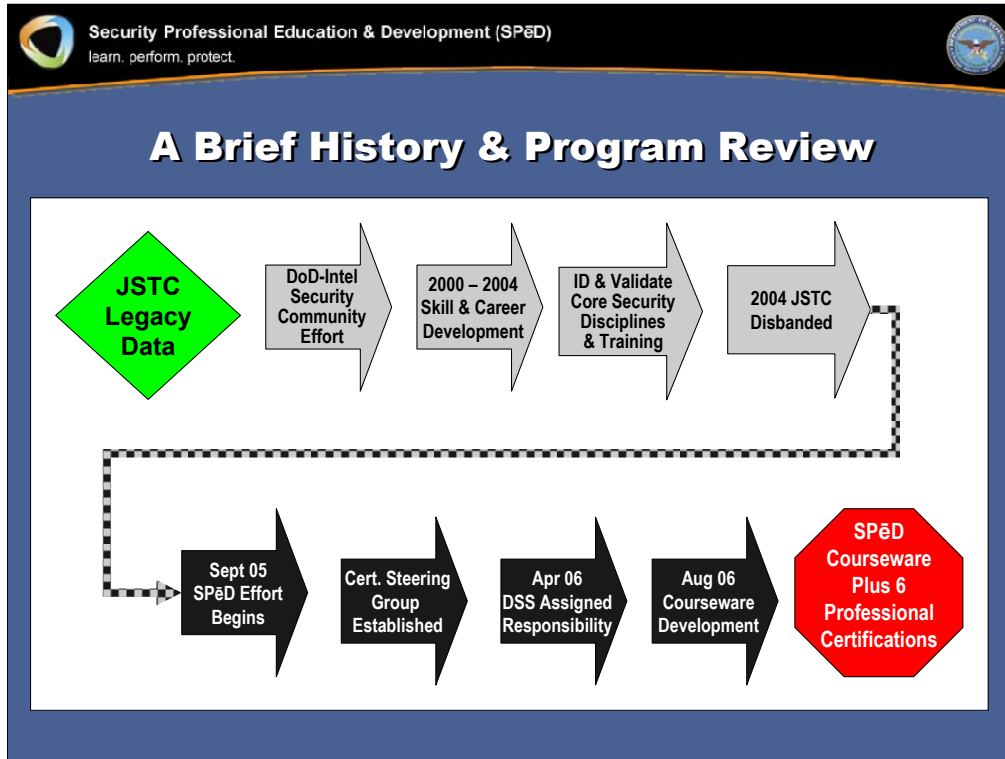 Security Professional Education & Development (SPēD)
learn. perform. protect.
A Brief History & Program Review
JSTC
Legacy
Data
DoD-Intel
Security
Community
Effort
2000 – 2004
Skill & Career
Development
ID & Validate
Core Security
Disciplines
& Training
2004 JSTC
Disbanded
Sept 05
SPēD Effort
Begins
Cert. Steering
Group
Established
Apr 06
DSS Assigned
Responsibility
Aug 06
Courseware
Development
SPēD
Courseware
Plus 6
Professional
Certifications